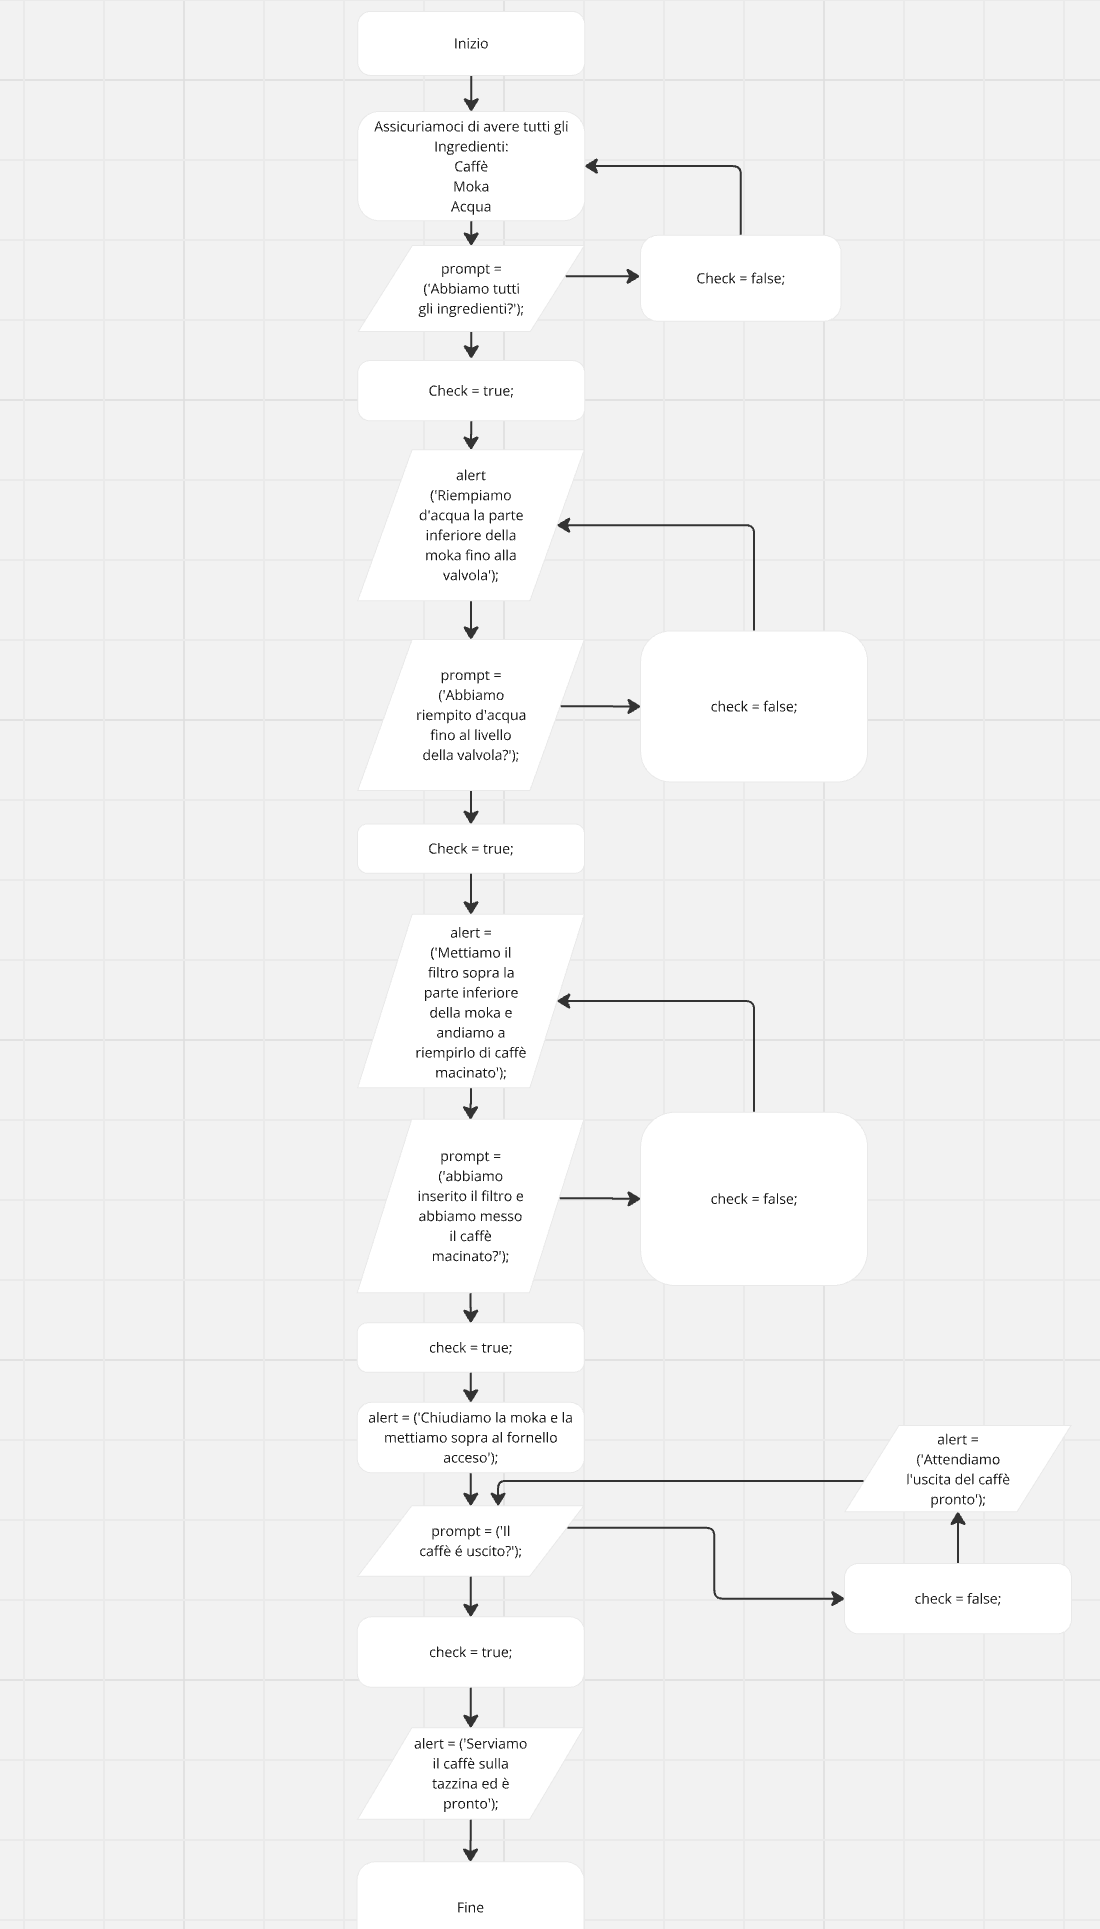 Inizio
Assicuriamoci di avere tutti gli
Ingredienti:
Caffè
Moka
Acqua
prompt =
('Abbiamo tutti
gli ingredienti?');
Check = false;
Check = true;
alert
('Riempiamo
d'acqua la parte
inferiore della
moka fino alla
valvola');
prompt =
('Abbiamo
riempito d'acqua
fino al livello
della valvola?');
check = false;
Check = true;
alert =
('Mettiamo il
filtro sopra la
parte inferiore
della moka e
andiamo a
riempirlo di caffè
macinato');
prompt =
('abbiamo
inserito il filtro e
abbiamo messo
il caffè
macinato?');
check = false;
check = true;
alert = ('Chiudiamo la moka e la
mettiamo sopra al fornello
acceso');
prompt = ('Il
caffè é uscito?');
check = false;
alert =
('Attendiamo
l'uscita del caffè
pronto');
check = true;
alert = ('Serviamo
il caffè sulla
tazzina ed è
pronto');
Fine